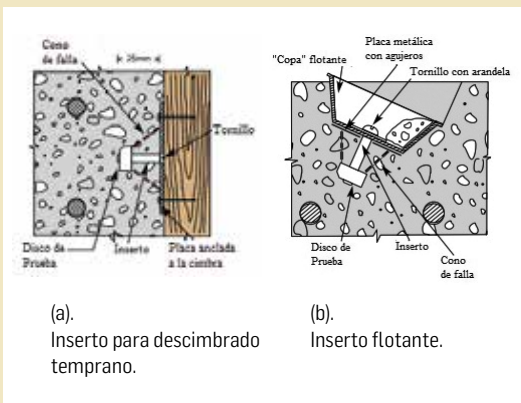 Cono
de falla
25mm
Tornillo
Disco de
Prueba
Inserto
Placa anclada
a la cimbra
Placa metálica
con agujeros
"Copa" flotante
Tornillo con arandela
Disco de
Prueba
Inserto
Cono
de falla
(a).
Inserto para descimbrado
temprano.
(b).
Inserto flotante.